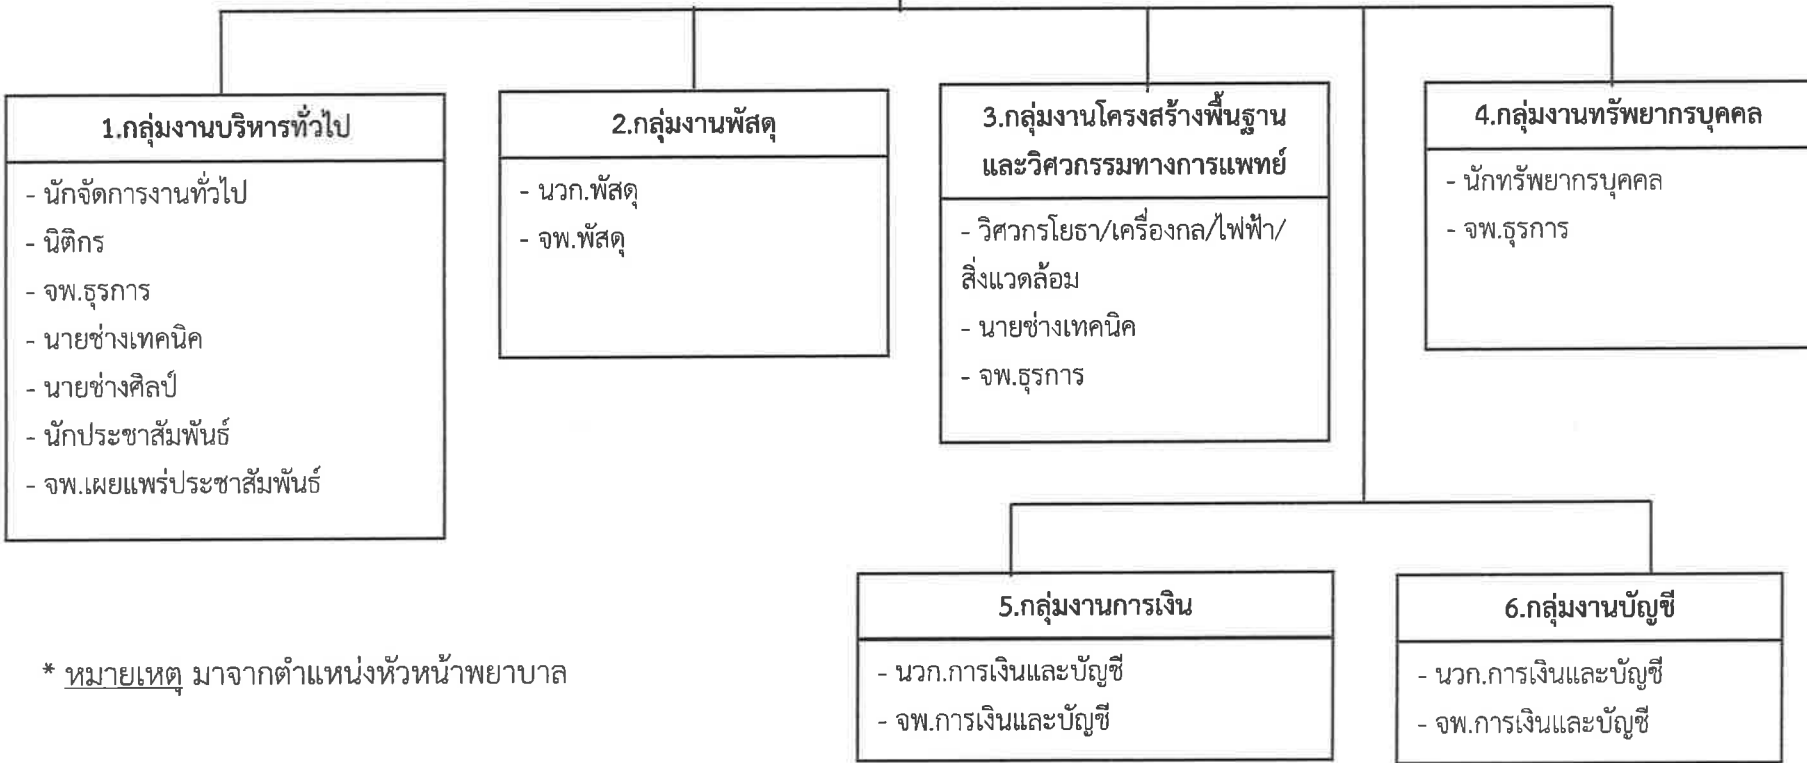 1.กลุ่มงานบริหารทั่วไป
- นักจัดการงานทั่วไป
- นิติกร
- จพ.ธุรการ
- นายช่างเทคนิค
- นายช่างศิลป์
- นักประชาสัมพันธ์
- จพ.เผยแพร่ประชาสัมพันธ์
2.กลุ่มงานพัสดุ
- นวก.พัสดุ
- จพ.พัสดุ
3.กลุ่มงานโครงสร้างพื้นฐาน
และวิศวกรรมทางการแพทย์
- วิศวกรโยธา/เครื่องกล/ไฟฟ้า/
สิ่งแวดล้อม
- นายช่างเทคนิค
- จพ.ธุรการ
4.กลุ่มงานทรัพยากรบุคคล
- นักทรัพยากรบุคคล
- จพ.ธุรการ
5.กลุ่มงานการเงิน
- นวก.การเงินและบัญชี
- จพ.การเงินและบัญชี
6.กลุ่มงานบัญชี
- นวก.การเงินและบัญชี
- จพ.การเงินและบัญชี
* หมายเหตุ มาจากตำแหน่งหัวหน้าพยาบาล